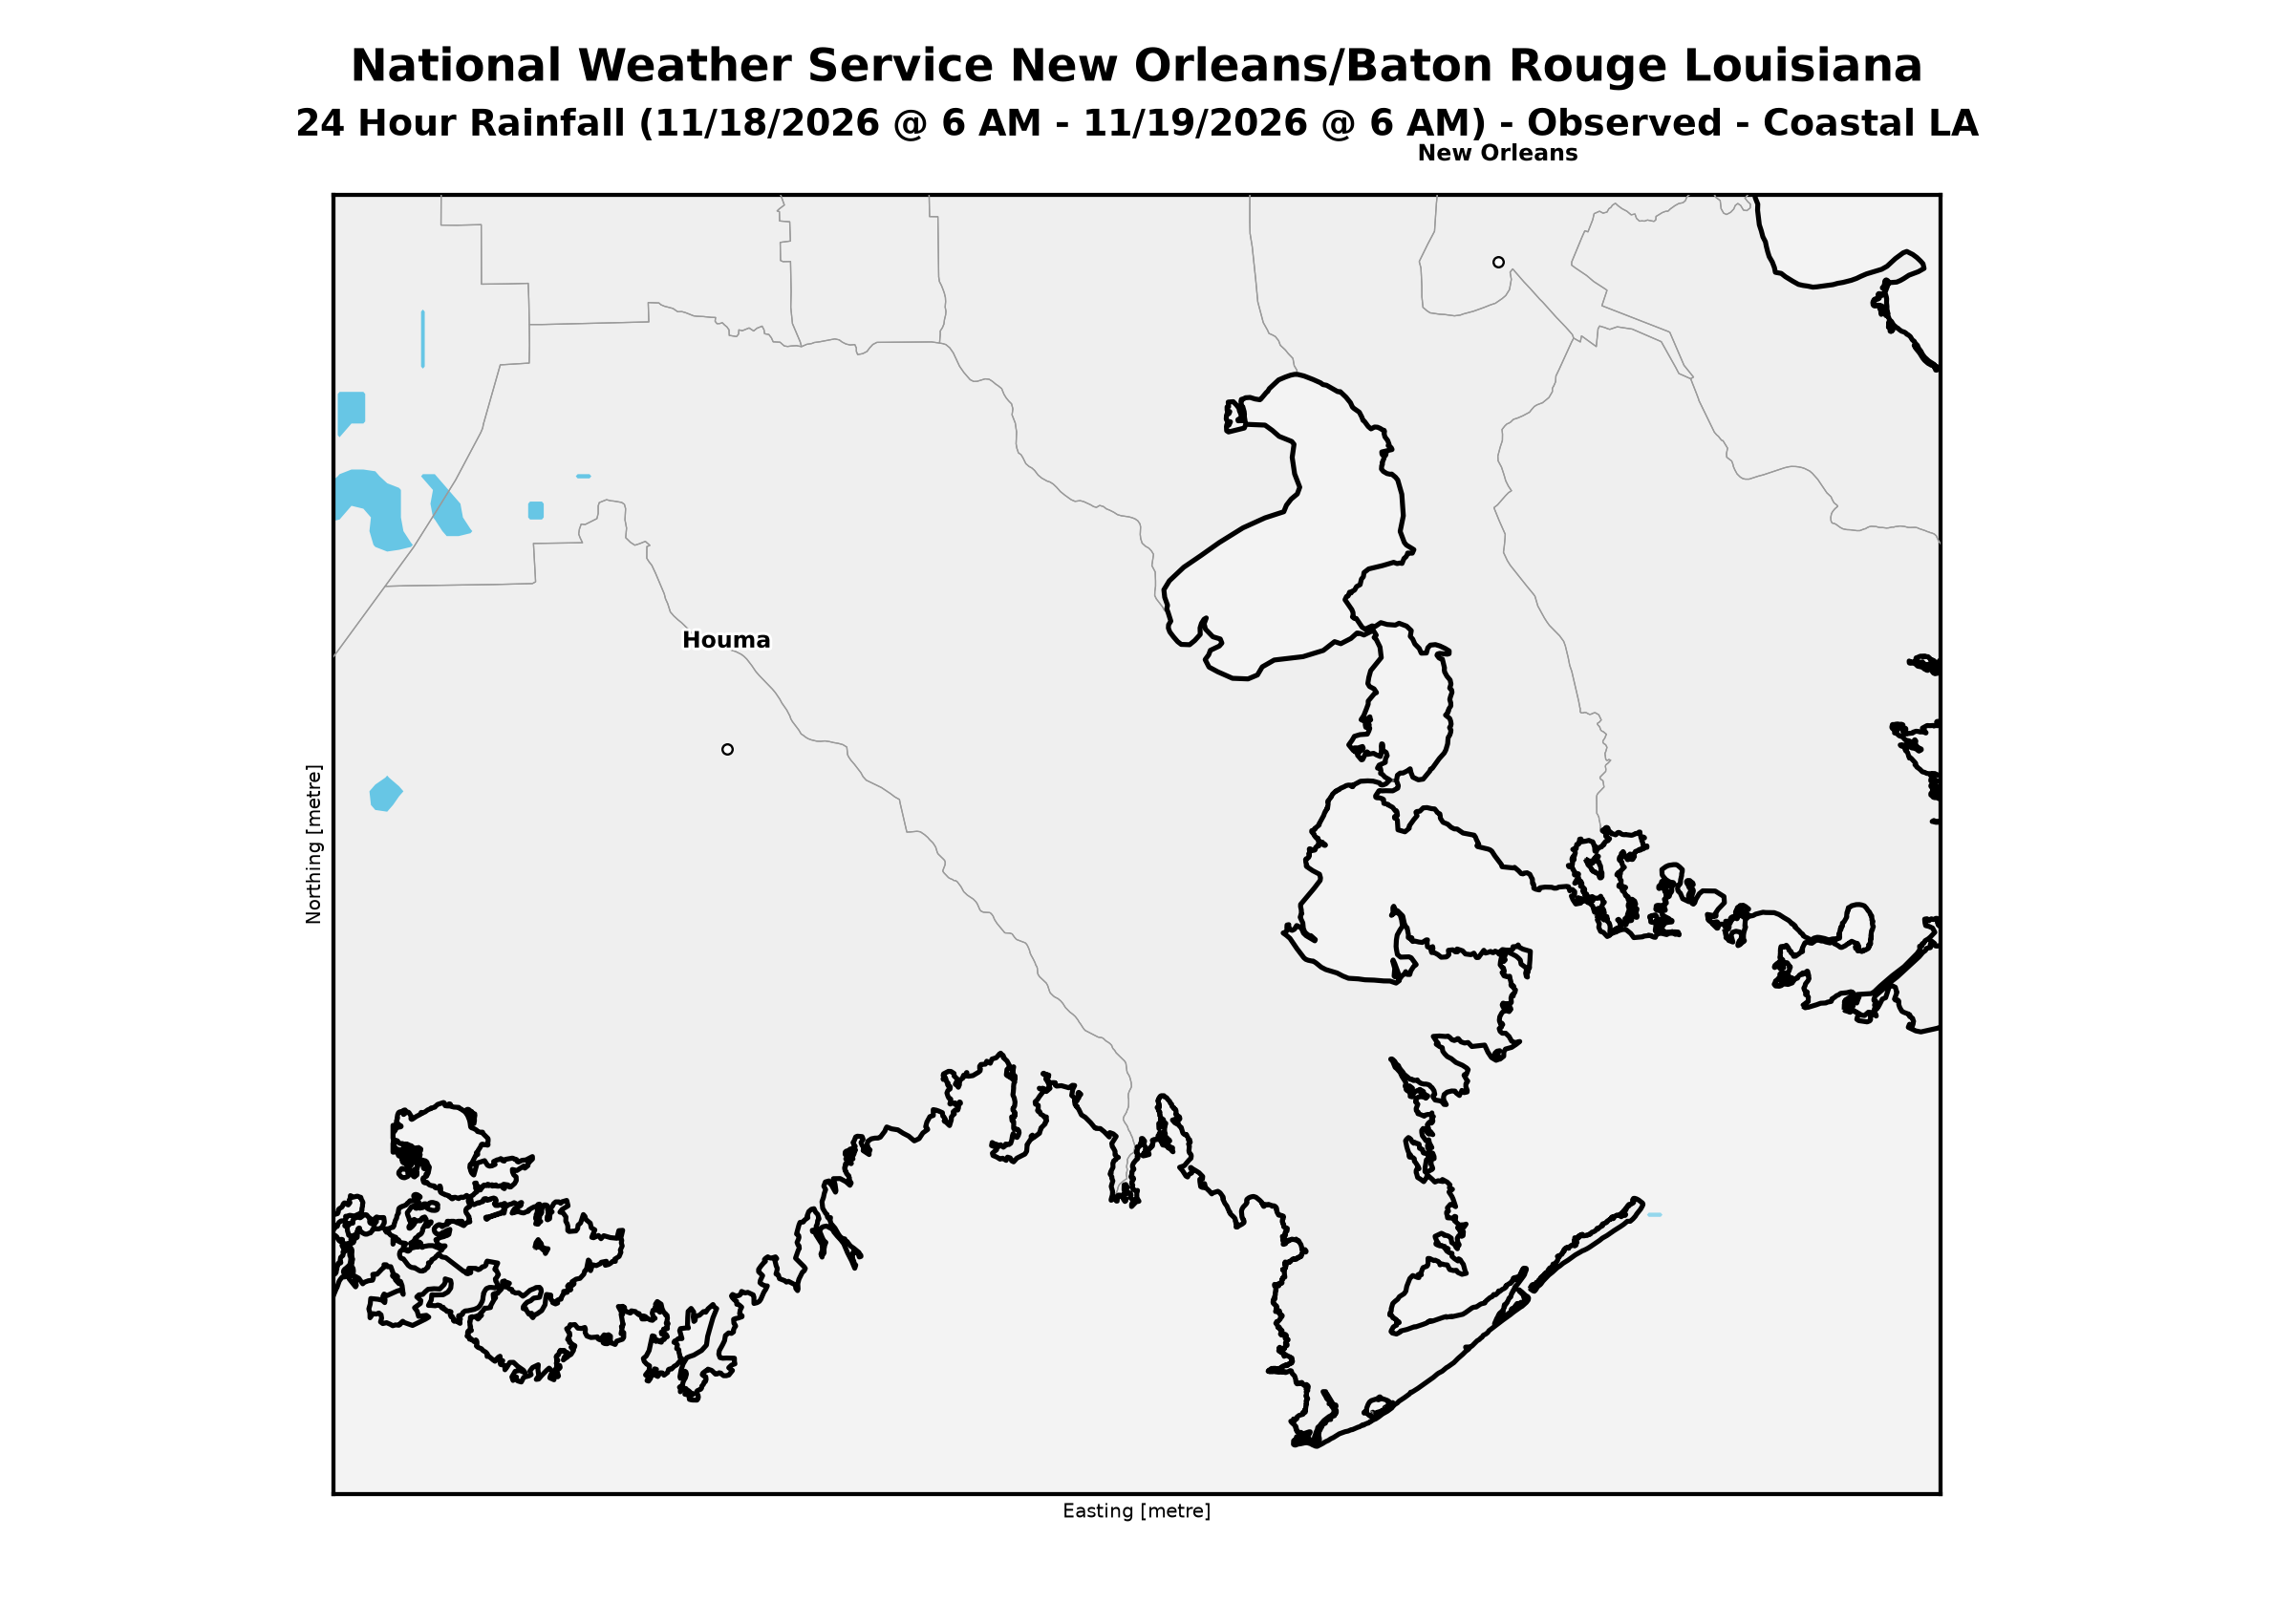 National Weather Service New Orleans/Baton Rouge Louisiana
24 Hour Rainfall (11/18/2026 @ 6 AM - 11/19/2026 @ 6 AM) - Observed - Coastal LA
New Orleans
Houma
Northing [metre]
Easting [metre]